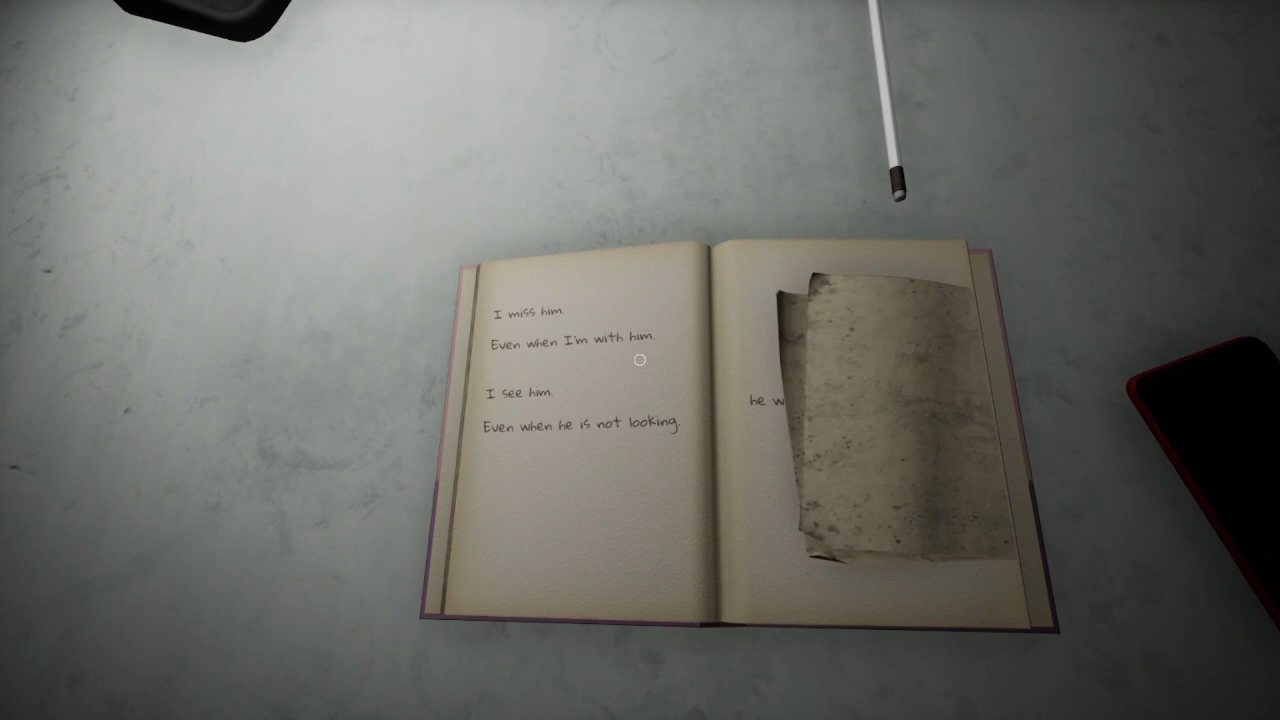 I miss him.
Even when I'm with him.
I see him.
Even when he is not looking.
he w